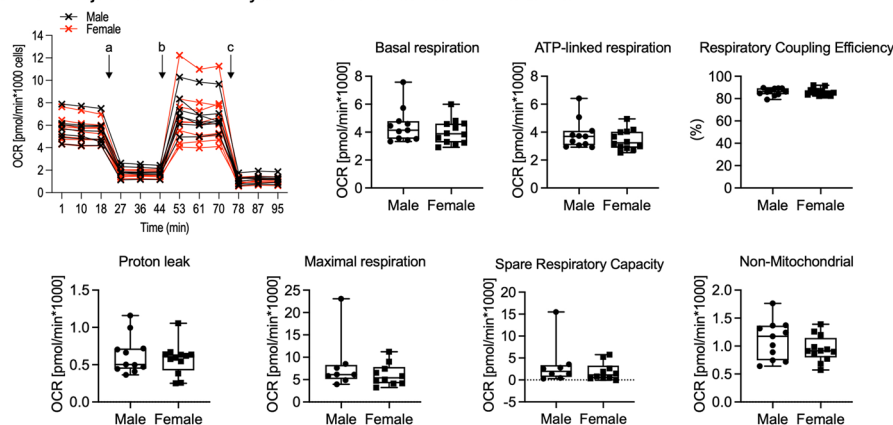 Male
Female
a
b
c
OCR [pmol/min*1000 cells]
14
12
10
8
6
4
2
0
1 10 18 27 36 44 53 61 70 78 87 95
Time (min)
Basal respiration
OCR [pmol/min*1000]
8
6
4
2
0
Male Female
ATP-linked respiration
OCR [pmol/min*1000]
8
6
4
2
0
Male Female
Respiratory Coupling Efficiency
(%)
100
80
60
40
20
0
Male Female
Proton leak
OCR [pmol/min*1000]
1.5
1.0
0.5
0.0
Male Female
Maximal respiration
OCR [pmol/min*1000]
25
20
15
10
5
0
Male Female
Spare Respiratory Capacity
OCR [pmol/min*1000]
20
15
10
5
0
-5
Male Female
Non-Mitochondrial
OCR [pmol/min*1000]
2.0
1.5
1.0
0.5
0.0
Male Female